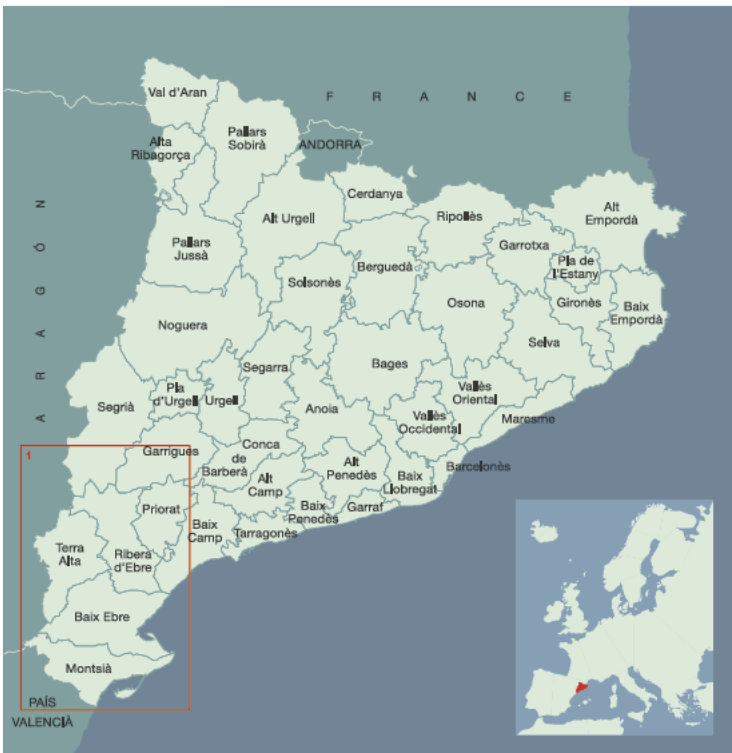 Val d'Aran
F R A N C E
Pallars
Sobirà
Alta
Ribagorça
ANDORRA
Cerdanya
Ripollès
Alt
Empordà
Alt Urgell
Garrotxa
Pallars
Jussà
Pla de
l'Estany
Berguedà
Solsonès
Osona
Gironès
Baix
Empordà
ARAGÓN
Noguera
Selva
Segarra
Bages
Pla
d'Urgell
Urgell
Vallès
Oriental
Segrià
Anoia
Vallès
Occidental
Maresme
1
Garrigues
Conca
de
Barberà
Alt
Camp
Alt
Penedès
Baix
Llobregat
Barcelonès
Priorat
Baix
Camp
Tarragonès
Baix
Penedès
Garraf
Terra
Alta
Ribera
d'Ebre
Baix Ebre
Montsià
PAÍS
VALENCIÀ